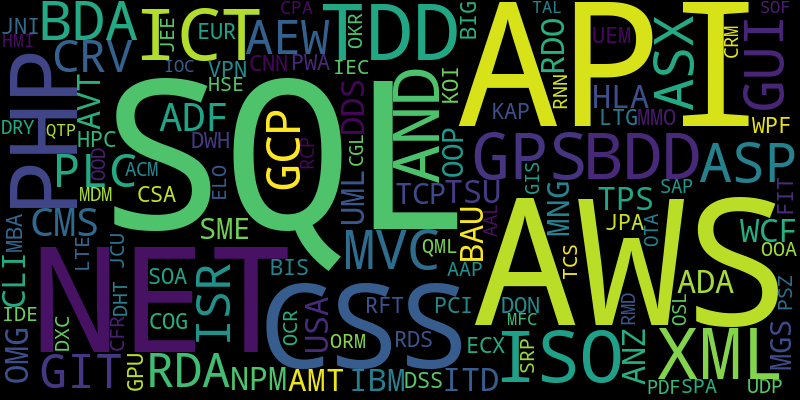 JNI
BDA
JEE
ICT
EUR
AEW
CPA
OKR
TDD
BIG
API
TAL
SOF
HMI
CRV
IOC
VPN
CNN
PWA
IEC
KOI
RDO
UEM
ASX
CRM
GUI
PHP
AVT
HSE
SQL
DDS
AND
RNN
HLA
DRY
QTP
HPC
ADF
DWH
GCP
RCP
CGL
OOP
KAP
LTG
MMO
WPF
OOD
PLC
ACM
MDM
CSA
ELO
UML
TCP
TSU
GPS
GIS
BDD
ASP
SAP
FIT
MBA
CMS
SME
MVC
QML
BAU
AAL
MNG
TPS
JPA
OTA
WCF
OOA
CLI
LTE
JCU
NET
SOA
ISR
BIS
AAP
AWS
TCS
ADA
PSZ
IDE
DXC
CFR
DHT
COG
CSS
OCR
USA
ORM
RFT
RDS
PCI
DON
MFC
RMD
OSL
OMG
GIT
GPU
RDA
NPM
AMT
IBM
DSS
ITD
ECX
SRP
ISO
ANZ
XML
MGS
PDF
SPA
UDP